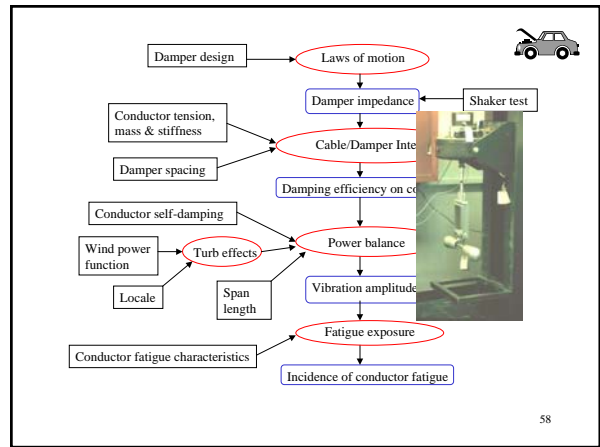 Damper design
Laws of motion
Damper impedance
Shaker test
Conductor tension,
mass & stiffness
Cable/Damper Inte
Damper spacing
Damping efficiency on co
Conductor self-damping
Wind power
function
Turb effects
Power balance
Locale
Span
length
Vibration amplitude
Fatigue exposure
Conductor fatigue characteristics
Incidence of conductor fatigue
58